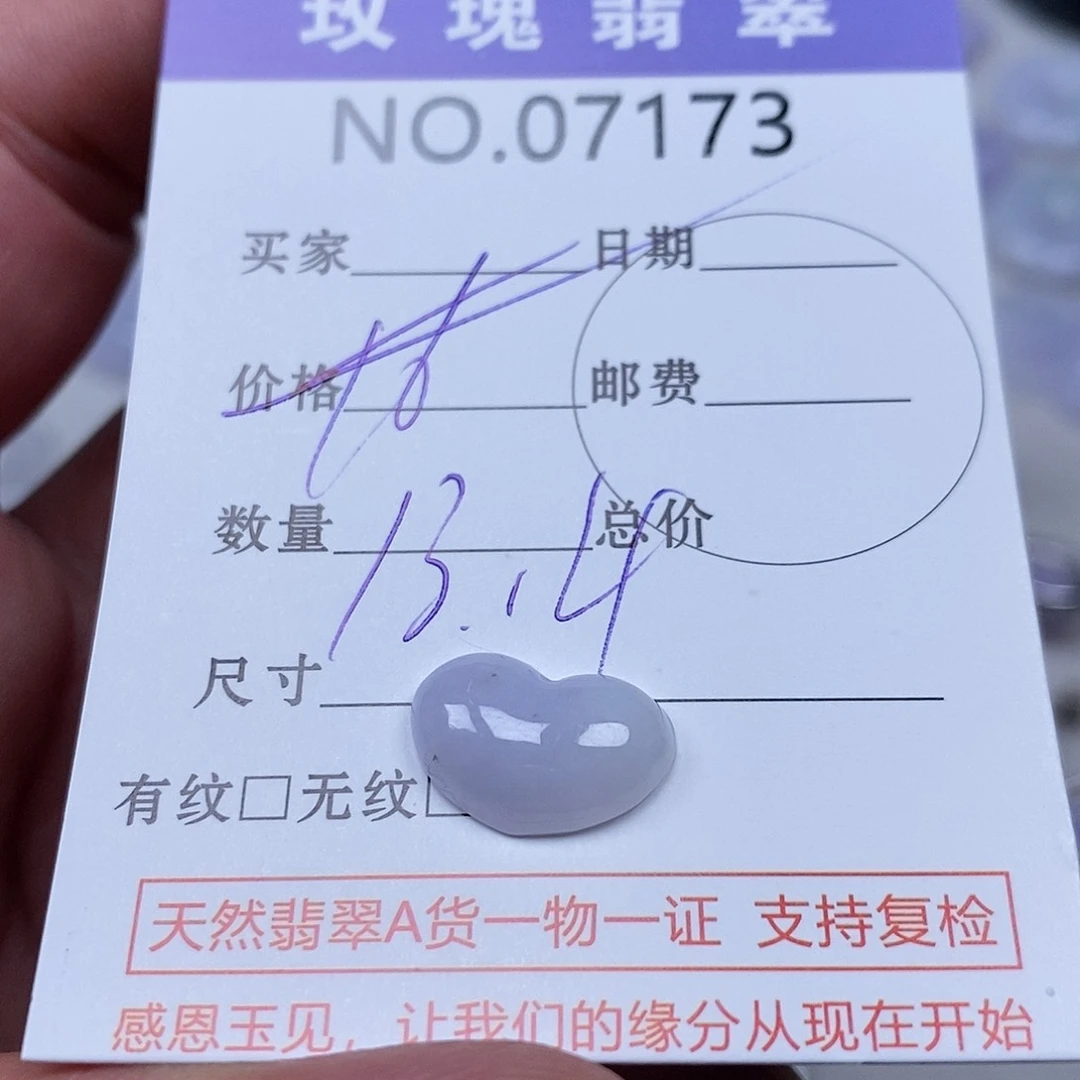 玫瑰翡翠
NO.07173
买家 日期
价格 邮费
数量 总价
13.14
尺寸
有纹□无纹□
天然翡翠A货一物一证 支持复检
感恩玉见，让我们的缘分从现在开始